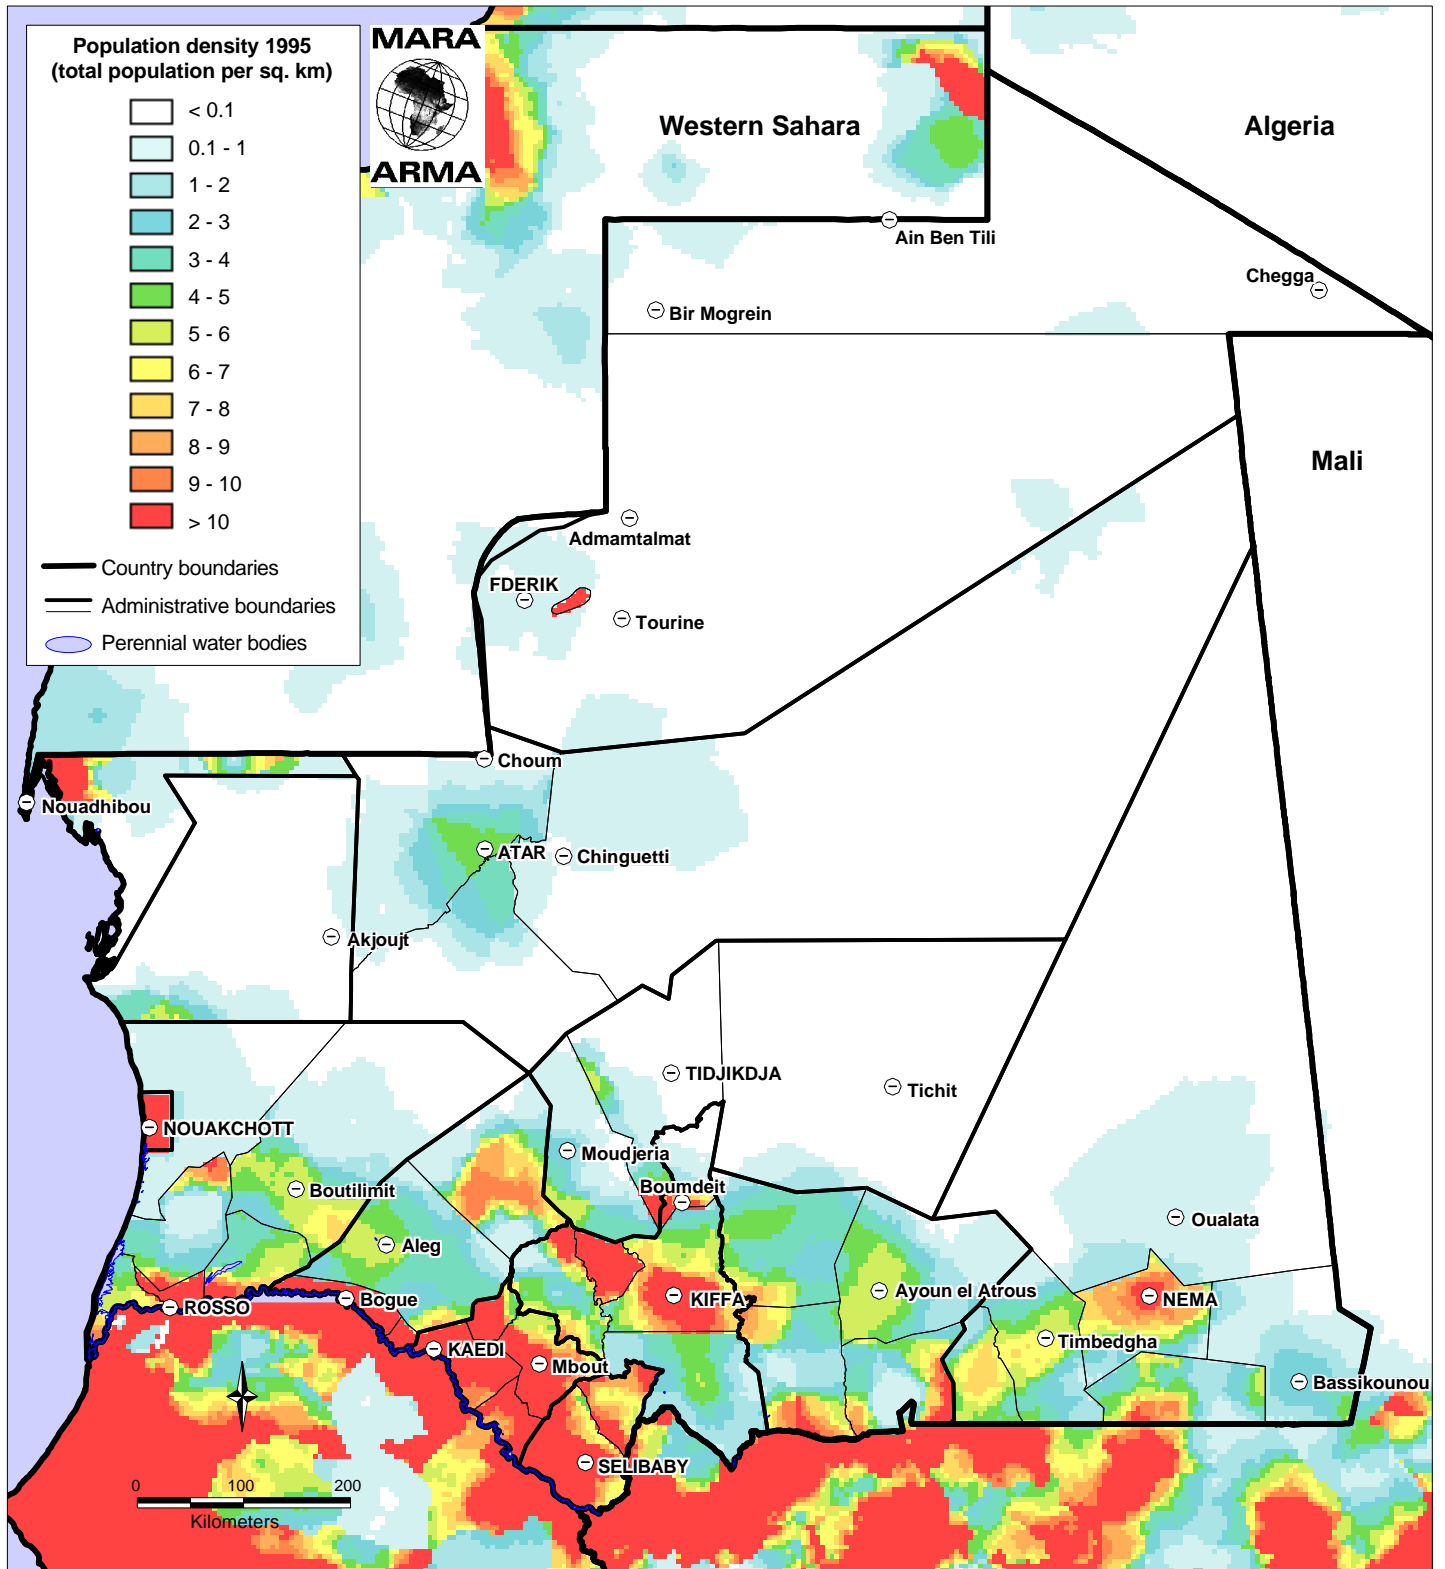 Population density 1995
(total population per sq. km)
< 0.1
0.1 - 1
1 - 2
2 - 3
3 - 4
4 - 5
5 - 6
6 - 7
7 - 8
8 - 9
9 - 10
> 10
Country boundaries
Administrative boundaries
Perennial water bodies
MARA
ARMA
Western Sahara
Algeria
Ain Ben Tili
Chegga
Bir Mogrein
Mali
Admamtalmat
FDERIK
Tourine
Choum
Nouadhibou
ATAR
Chinguetti
Akjoujt
TIDJIKDJA
Tichit
NOUAKCHOTT
Moudjeria
Boutilimit
Boumdeit
Oualata
Aleg
Ayoun el Atrous
KIFFA
NEMA
Bogue
ROSSO
Timbedgha
KAEDI
Mbout
Bassikounou
SELIBABY
0 100 200
Kilometers